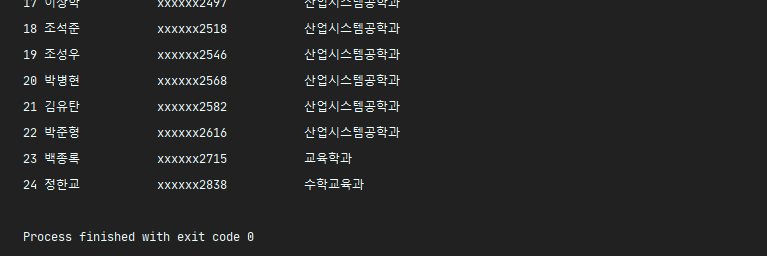 17 이상학 xxxxxx2497 산업시스템공학과
18 조석준 xxxxxx2518 산업시스템공학과
19 조성우 xxxxxx2546 산업시스템공학과
20 박병현 xxxxxx2568 산업시스템공학과
21 김유탄 xxxxxx2582 산업시스템공학과
22 박준형 xxxxxx2616 산업시스템공학과
23 백종록 xxxxxx2715 교육학과
24 정한교 xxxxxx2838 수학교육과
Process finished with exit code 0